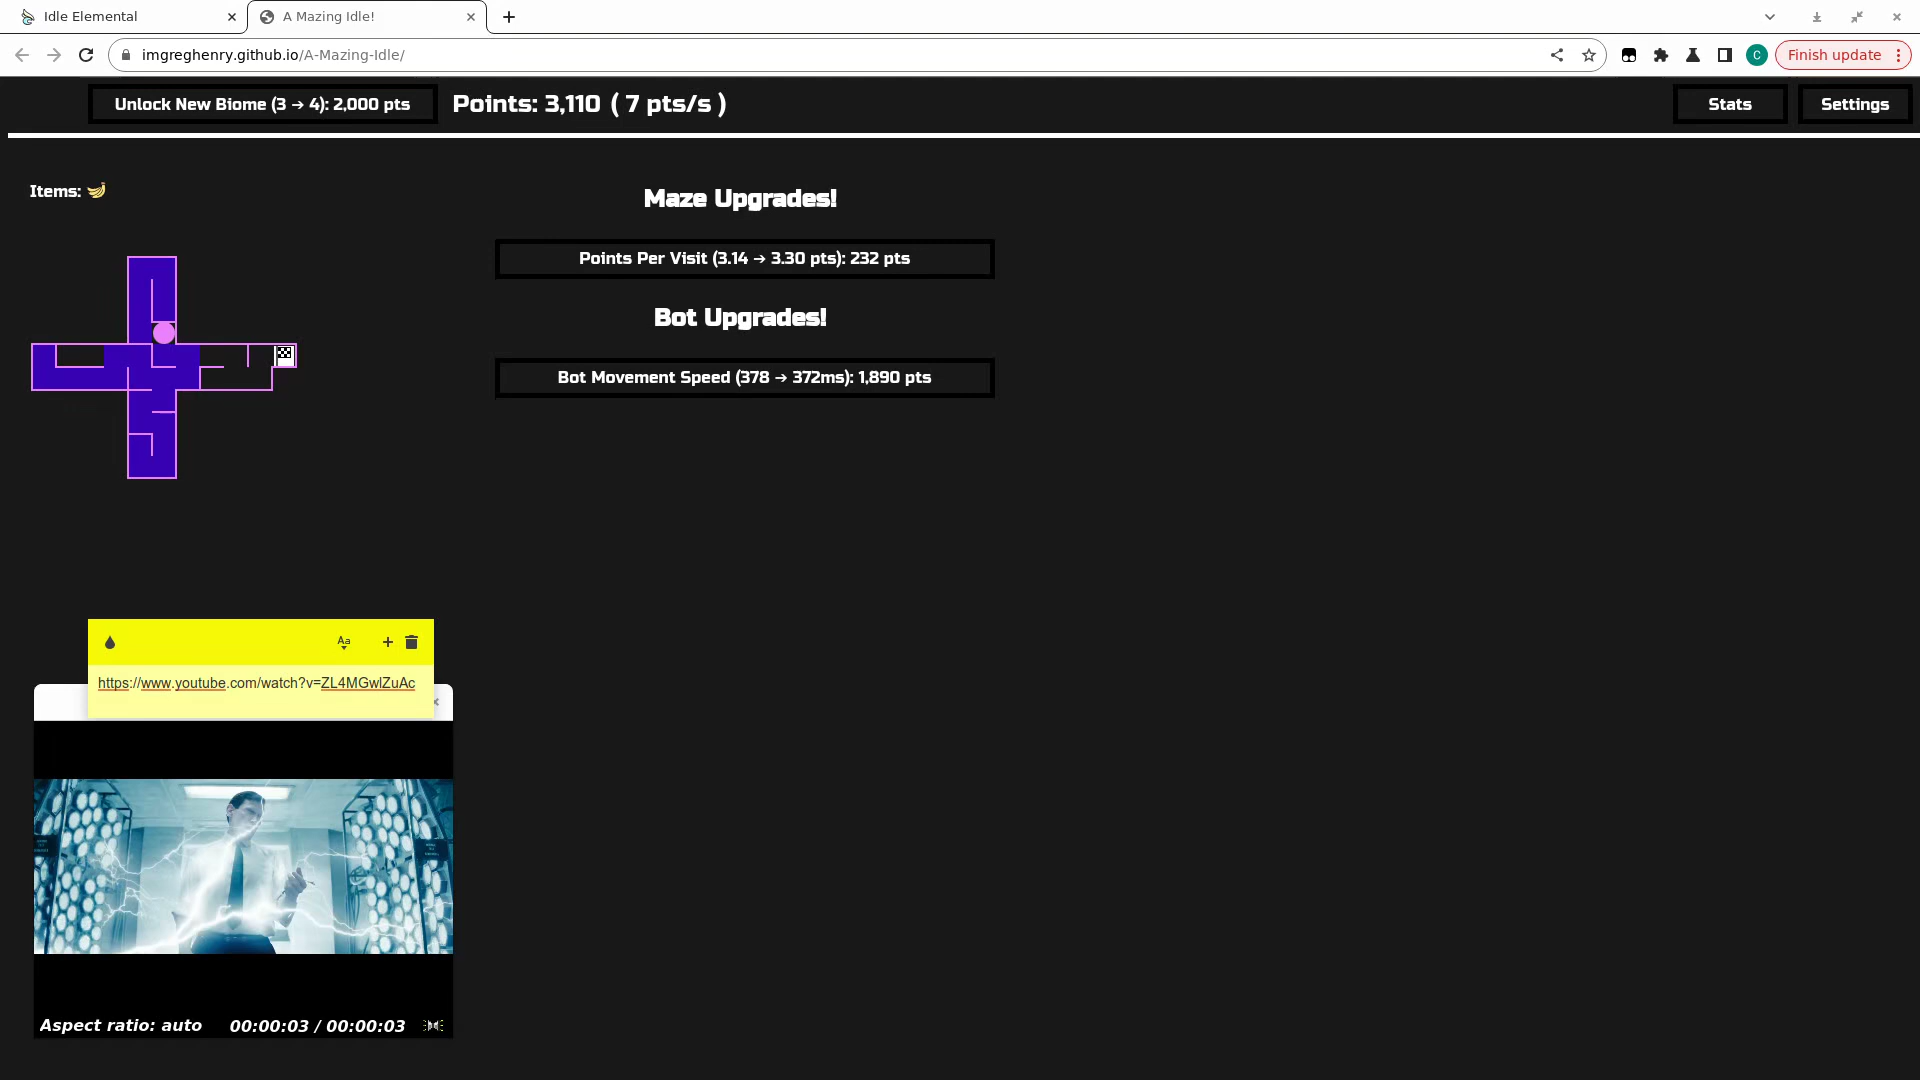 Idle Elemental
A Mazing Idle!
imgreghenry.github.io/A-Mazing-Idle/
C
Finish update
Unlock New Biome (3 → 4): 2,000 pts
Points: 3,110 ( 7 pts/s )
Stats
Settings
Items:
Maze Upgrades!
Points Per Visit (3.14 → 3.30 pts): 232 pts
Bot Upgrades!
Bot Movement Speed (378 → 372ms): 1,890 pts
Aa
https://www.youtube.com/watch?v=ZL4MGwlZuAc
Aspect ratio: auto
00:00:03 / 00:00:03